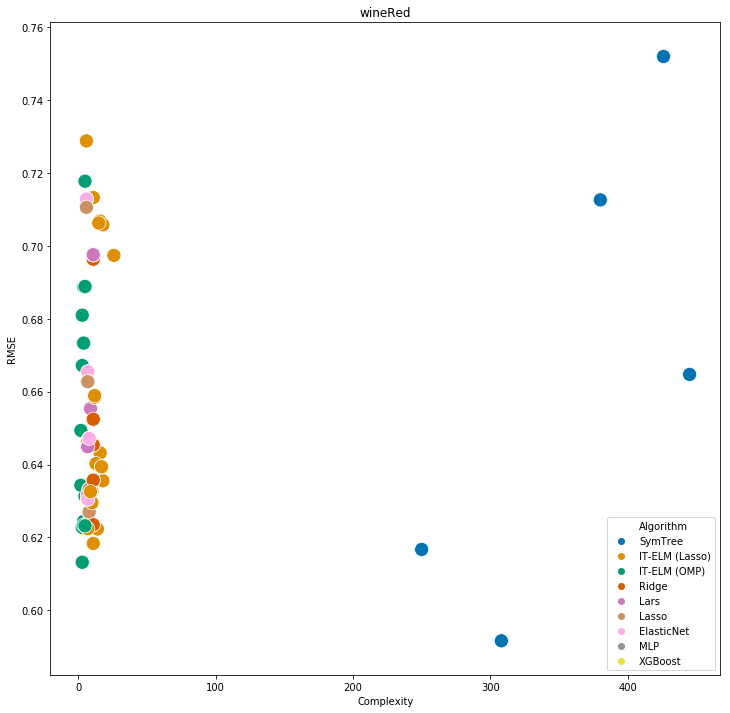 wineRed
0.76
0.74
0.72
0.70
0.68
0.66
0.64
0.62
0.60
RMSE
0
100
200
300
400
Complexity
Algorithm
SymTree
IT-ELM (Lasso)
IT-ELM (OMP)
Ridge
Lars
Lasso
ElasticNet
MLP
XGBoost